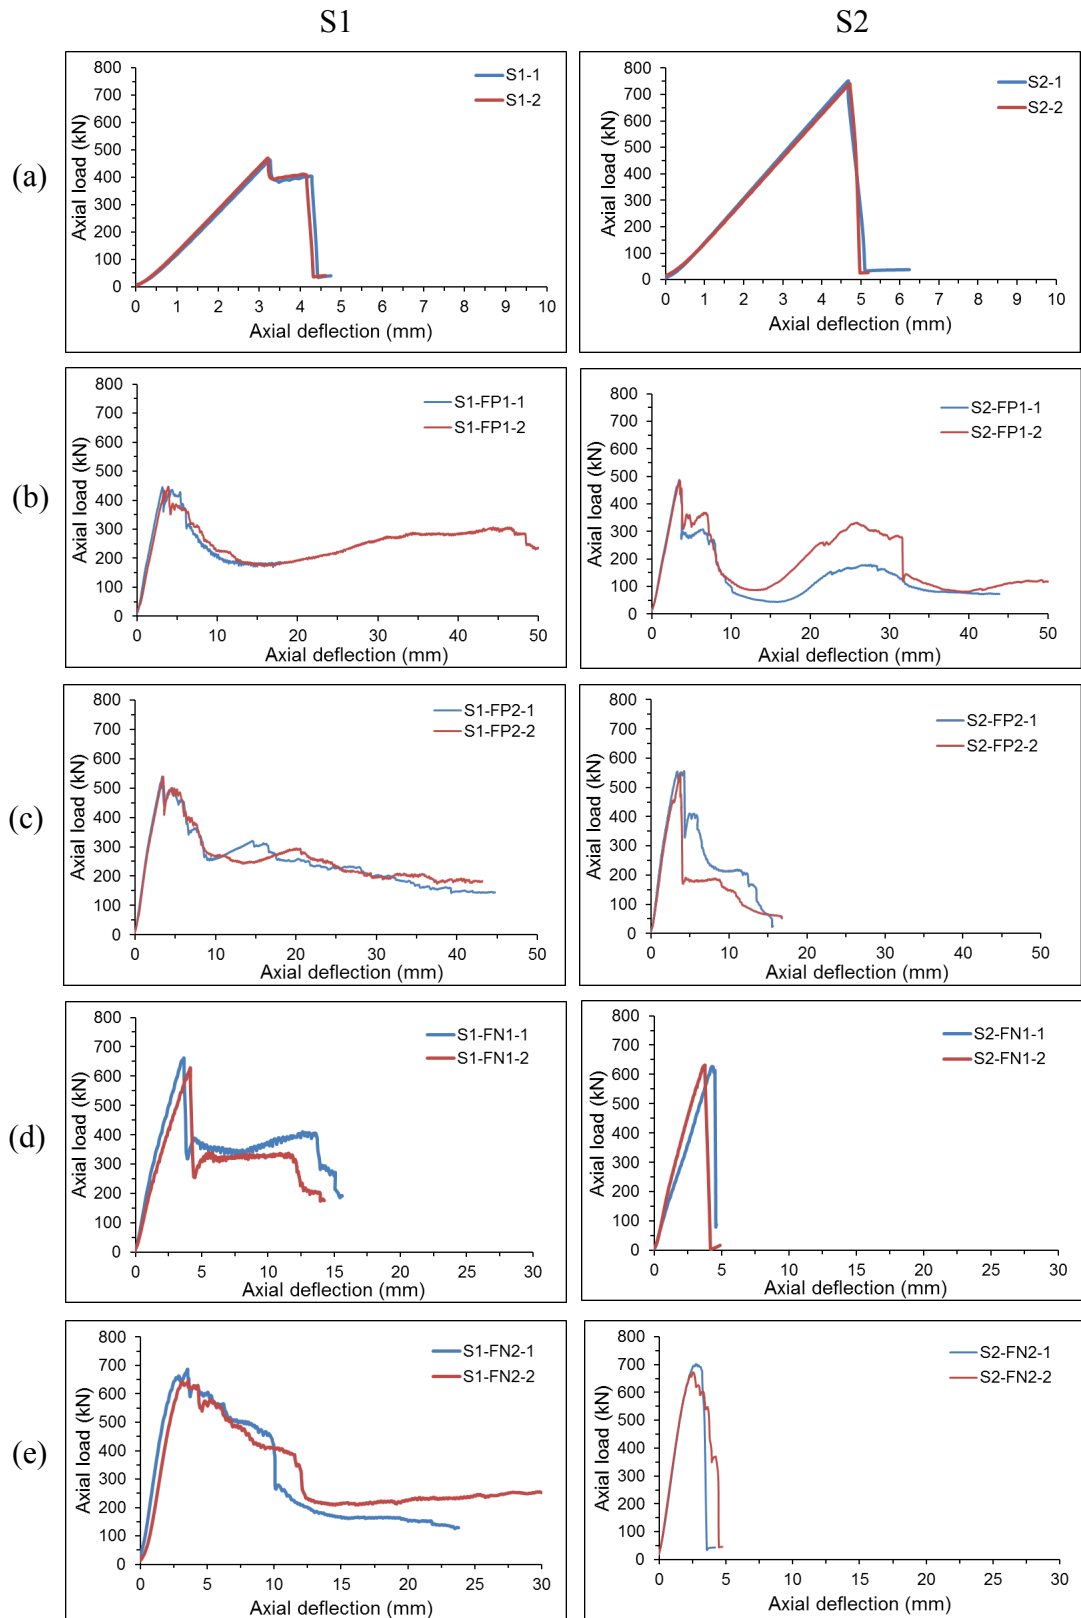 S1 S2
(a)
Axial load (kN)
800
700
600
500
400
300
200
100
0
0 1 2 3 4 5 6 7 8 9 10
Axial deflection (mm)
S1-1
S1-2
Axial load (kN)
800
700
600
500
400
300
200
100
0
0 1 2 3 4 5 6 7 8 9 10
Axial deflection (mm)
S2-1
S2-2
(b)
Axial load (kN)
800
700
600
500
400
300
200
100
0
0 10 20 30 40 50
Axial deflection (mm)
S1-FP1-1
S1-FP1-2
Axial load (kN)
800
700
600
500
400
300
200
100
0
0 10 20 30 40 50
Axial deflection (mm)
S2-FP1-1
S2-FP1-2
(c)
Axial load (kN)
800
700
600
500
400
300
200
100
0
0 10 20 30 40 50
Axial deflection (mm)
S1-FP2-1
S1-FP2-2
Axial load (kN)
800
700
600
500
400
300
200
100
0
0 10 20 30 40 50
Axial deflection (mm)
S2-FP2-1
S2-FP2-2
(d)
Axial load (kN)
800
700
600
500
400
300
200
100
0
0 5 10 15 20 25 30
Axial deflection (mm)
S1-FN1-1
S1-FN1-2
Axial load (kN)
800
700
600
500
400
300
200
100
0
0 5 10 15 20 25 30
Axial deflection (mm)
S2-FN1-1
S2-FN1-2
(e)
Axial load (kN)
800
700
600
500
400
300
200
100
0
0 5 10 15 20 25 30
Axial deflection (mm)
S1-FN2-1
S1-FN2-2
Axial load (kN)
800
700
600
500
400
300
200
100
0
0 5 10 15 20 25 30
Axial deflection (mm)
S2-FN2-1
S2-FN2-2